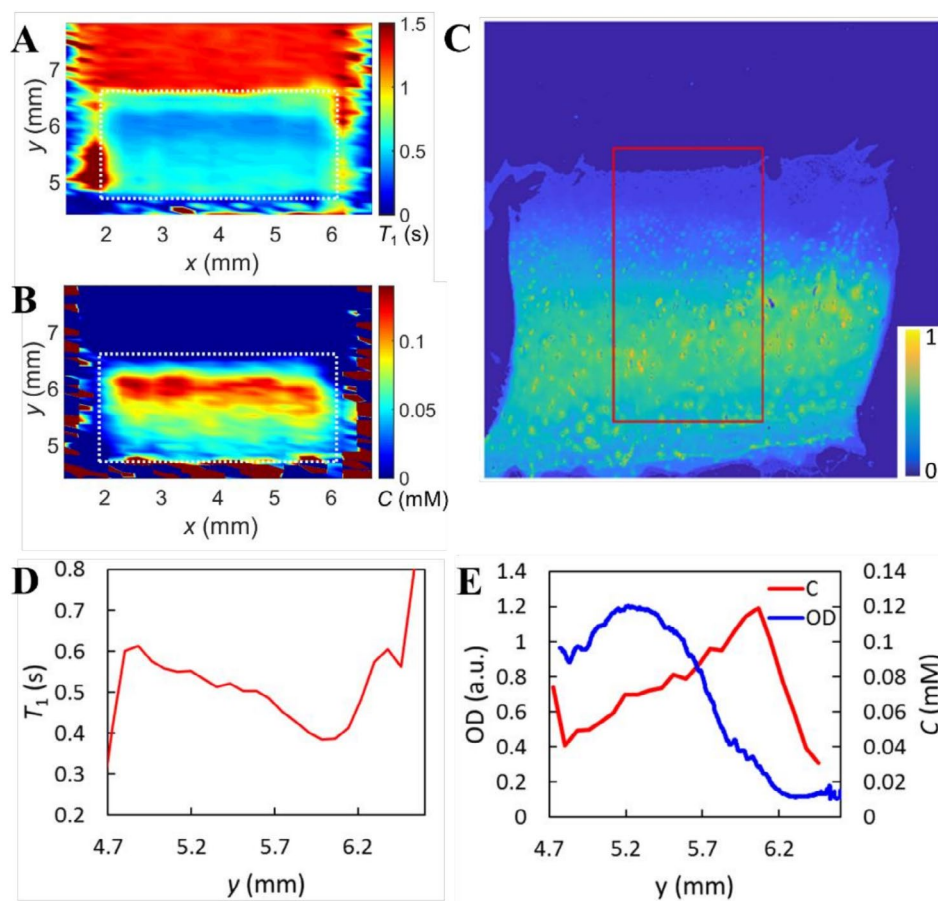 A
7
6
5
y (mm)
2 3 4 5 6
x (mm)
1.5
1
0.5
0
T1 (s)
B
7
6
5
y (mm)
2 3 4 5 6
x (mm)
0.1
0.05
0
C (mM)
C
1
0
D
0.8
0.7
0.6
0.5
0.4
0.3
0.2
T1 (s)
4.7 5.2 5.7 6.2
y (mm)
E
1.4
1.2
1
0.8
0.6
0.4
0.2
0
OD (a.u.)
C
OD
0.14
0.12
0.10
0.08
0.06
0.04
0.02
0
C (mM)
4.7 5.2 5.7 6.2
y (mm)